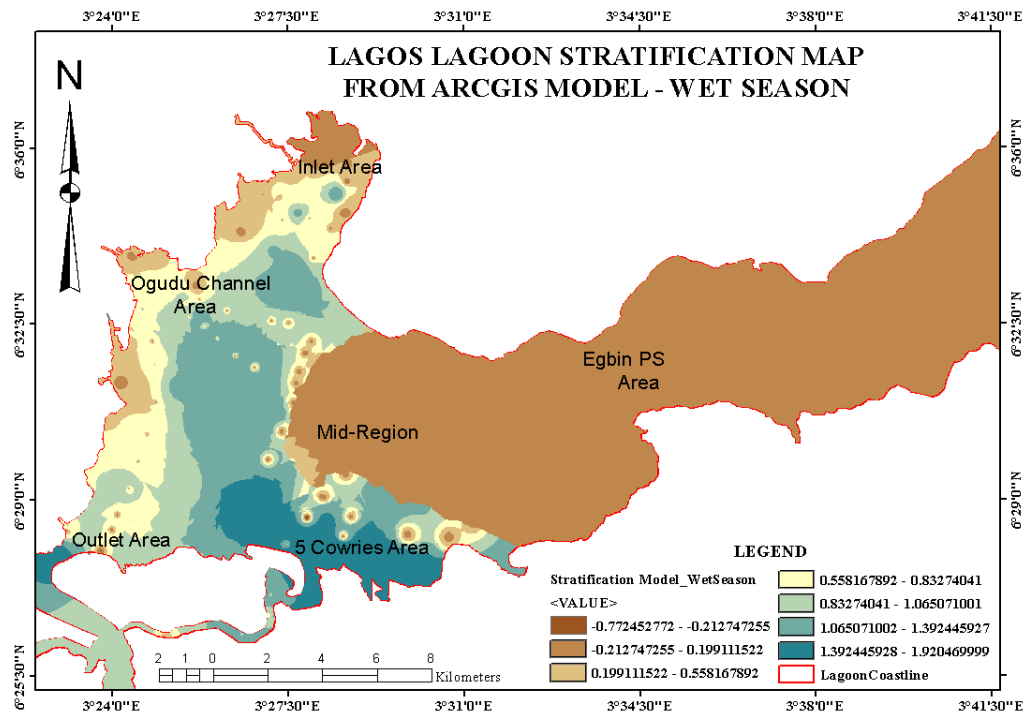 3°24'0"E 3°27'30"E 3°31'0"E 3°34'30"E 3°38'0"E 3°41'30"E
LAGOS LAGOON STRATIFICATION MAP
FROM ARCGIS MODEL - WET SEASON
N
6°36'0"N 6°36'0"N
Inlet Area
Ogudu Channel
Area
6°32'30"N 6°32'30"N
Egbin PS
Area
Mid-Region
6°29'0"N 6°29'0"N
Outlet Area
5 Cowries Area
LEGEND
Stratification Model_WetSeason
<VALUE>
-0.772452772 - -0.212747255
-0.212747255 - 0.199111522
0.199111522 - 0.558167892
0.558167892 - 0.83274041
0.83274041 - 1.065071001
1.065071002 - 1.392445927
1.392445928 - 1.920469999
LagoonCoastline
2 1 0 2 4 6 8
Kilometers
6°25'30"N 6°25'30"N
3°24'0"E 3°27'30"E 3°31'0"E 3°34'30"E 3°38'0"E 3°41'30"E